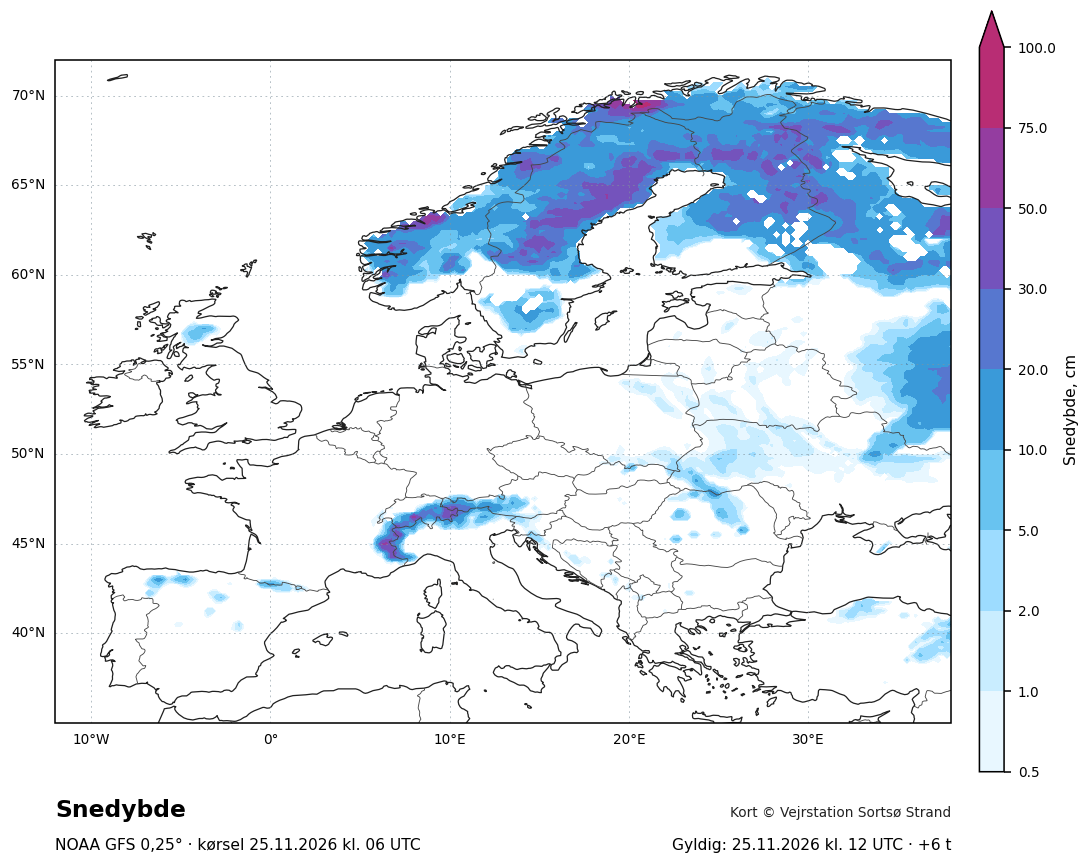 70°N
65°N
60°N
55°N
50°N
45°N
40°N
10°W
0°
10°E
20°E
30°E
100.0
75.0
50.0
30.0
20.0
10.0
5.0
2.0
1.0
0.5
Snedybde, cm
Snedybde
Kort © Vejrstation Sortsø Strand
NOAA GFS 0,25° · kørsel 25.11.2026 kl. 06 UTC
Gyldig: 25.11.2026 kl. 12 UTC · +6 t